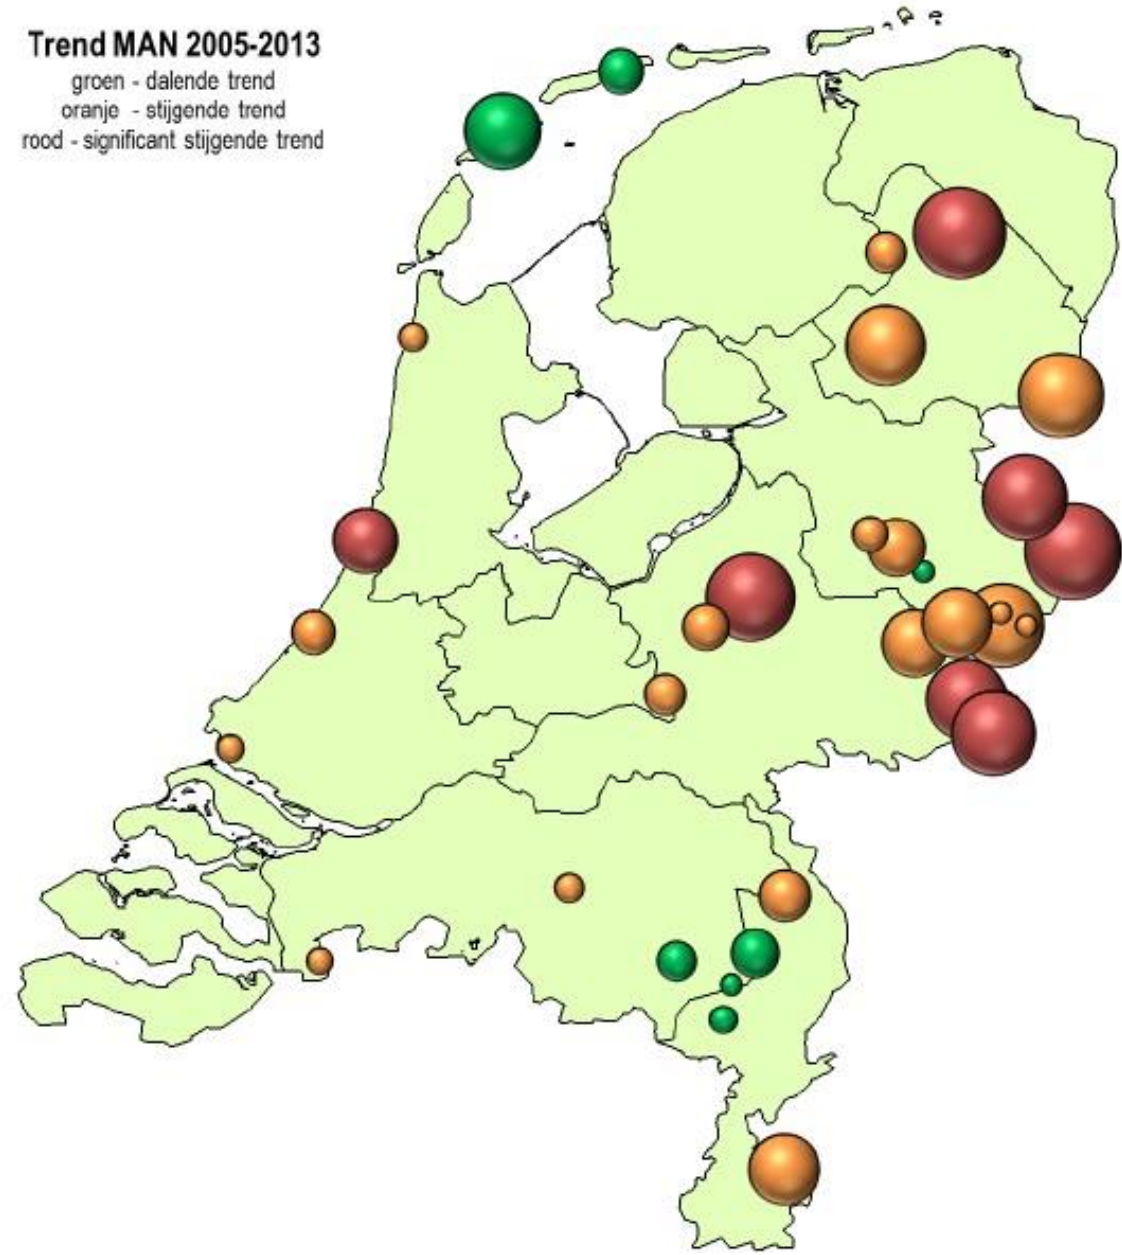 Trend MAN 2005-2013
groen - dalende trend
oranje - stijgende trend
rood - significant stijgende trend